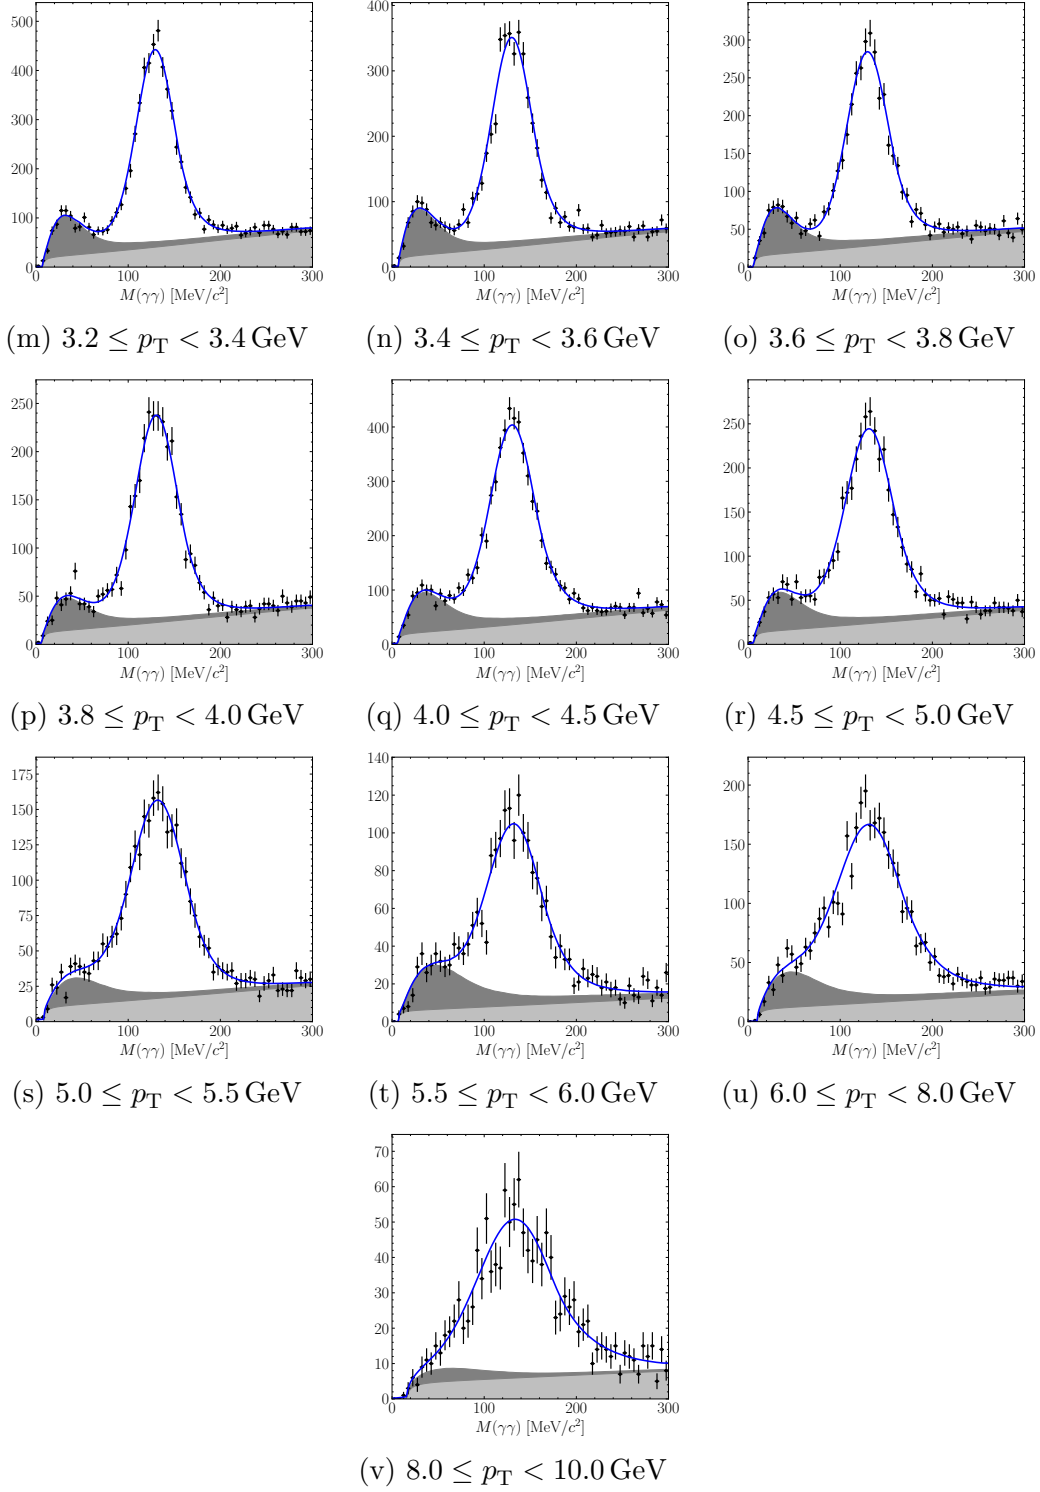 500
400
300
200
100
0
0 100 200 300
M(γγ) [MeV/c²]
(m) 3.2 ≤ p_T < 3.4 GeV
400
300
200
100
0
0 100 200 300
M(γγ) [MeV/c²]
(n) 3.4 ≤ p_T < 3.6 GeV
300
250
200
150
100
50
0
0 100 200 300
M(γγ) [MeV/c²]
(o) 3.6 ≤ p_T < 3.8 GeV
250
200
150
100
50
0
0 100 200 300
M(γγ) [MeV/c²]
(p) 3.8 ≤ p_T < 4.0 GeV
400
300
200
100
0
0 100 200 300
M(γγ) [MeV/c²]
(q) 4.0 ≤ p_T < 4.5 GeV
250
200
150
100
50
0
0 100 200 300
M(γγ) [MeV/c²]
(r) 4.5 ≤ p_T < 5.0 GeV
175
150
125
100
75
50
25
0
0 100 200 300
M(γγ) [MeV/c²]
(s) 5.0 ≤ p_T < 5.5 GeV
140
120
100
80
60
40
20
0
0 100 200 300
M(γγ) [MeV/c²]
(t) 5.5 ≤ p_T < 6.0 GeV
200
150
100
50
0
0 100 200 300
M(γγ) [MeV/c²]
(u) 6.0 ≤ p_T < 8.0 GeV
70
60
50
40
30
20
10
0
0 100 200 300
M(γγ) [MeV/c²]
(v) 8.0 ≤ p_T < 10.0 GeV